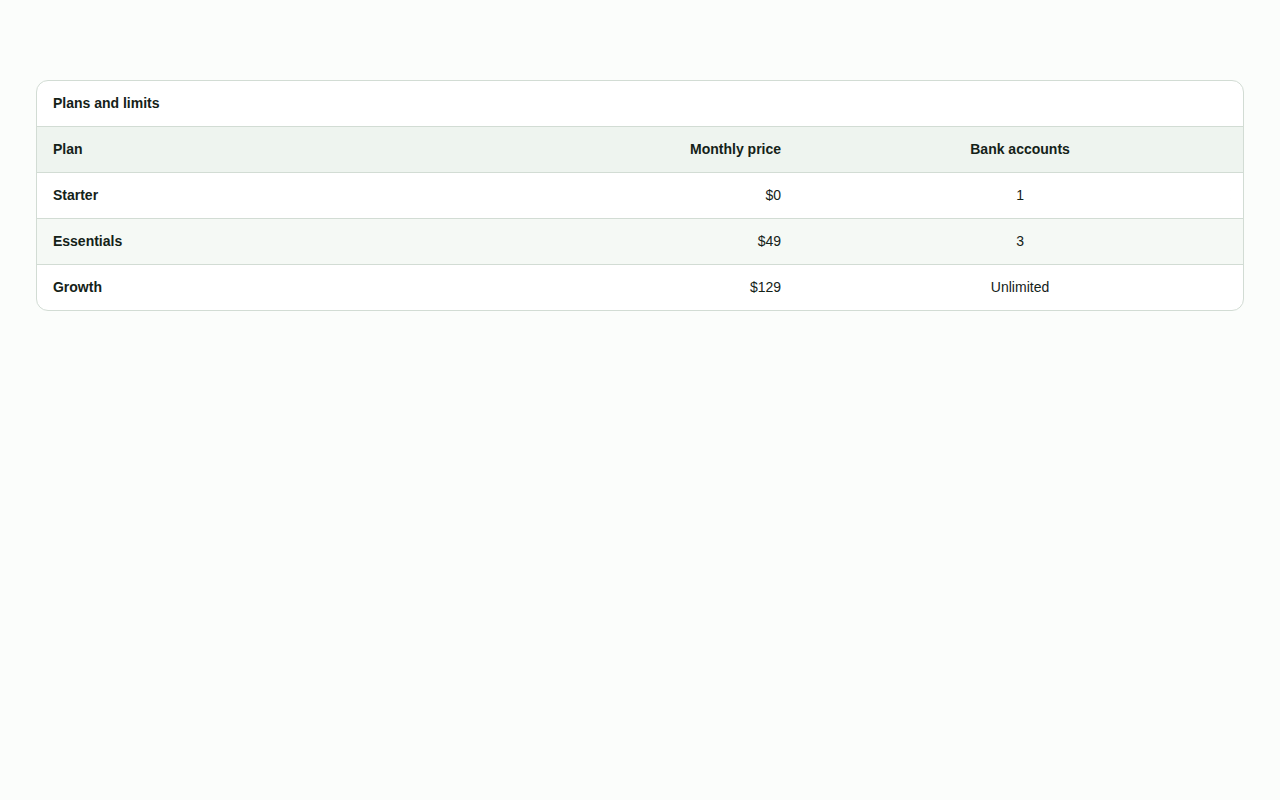 Plans and limits
Plan Monthly price Bank accounts
Starter $0 1
Essentials $49 3
Growth $129 Unlimited